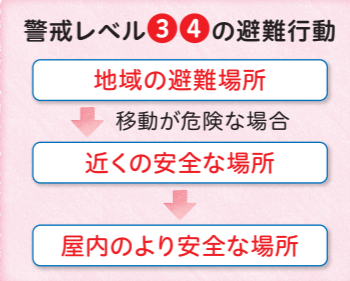 警戒レベル❸❹の避難行動
地域の避難場所
移動が危険な場合
近くの安全な場所
屋内のより安全な場所